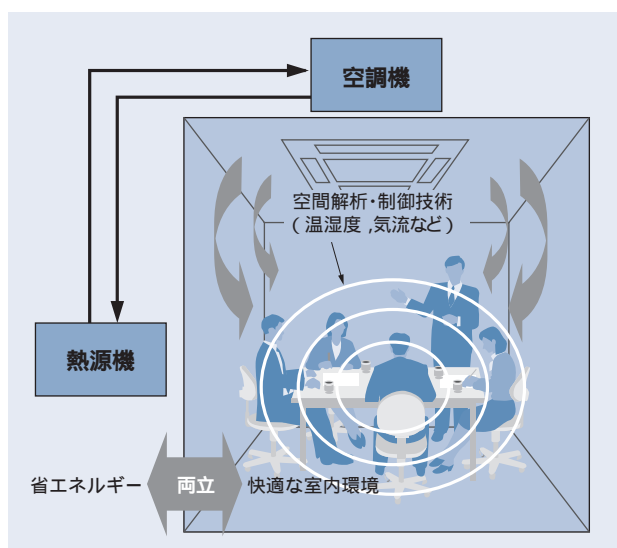 空調機
空間解析・制御技術
(温湿度,気流など)
熱源機
省エネルギー 両立 快適な室内環境